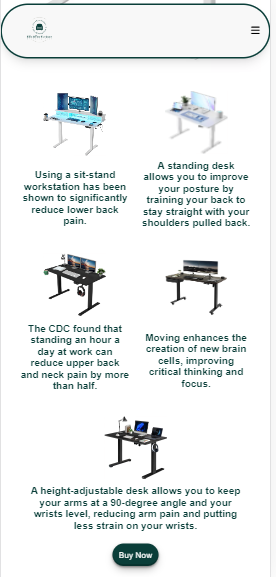 Using a sit-stand
workstation has been
shown to significantly
reduce lower back
pain.
A standing desk
allows you to improve
your posture by
training your back to
stay straight with your
shoulders pulled back.
The CDC found that
standing an hour a
day at work can
reduce upper back
and neck pain by more
than half.
Moving enhances the
creation of new brain
cells, improving
critical thinking and
focus.
A height-adjustable desk allows you to keep
your arms at a 90-degree angle and your
wrists level, reducing arm pain and putting
less strain on your wrists.
Buy Now